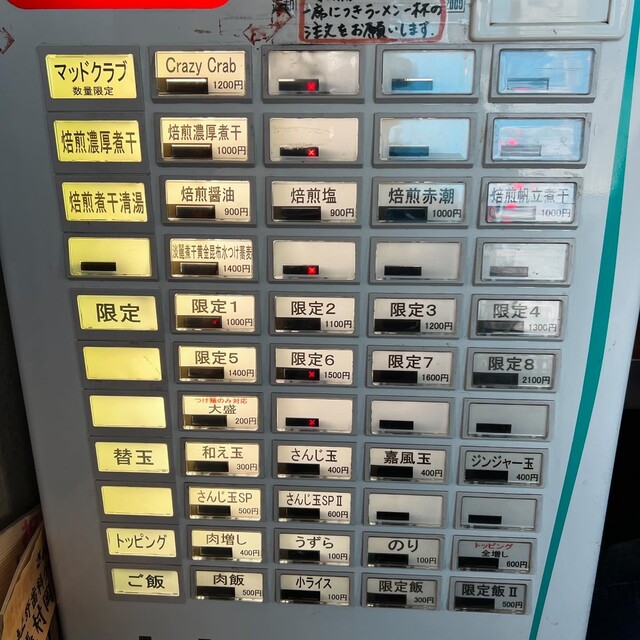 一席につきラーメン一杯の
注文をお願いします。
マッドクラブ
数量限定
Crazy Crab
1200円
焙煎濃厚煮干
焙煎濃厚煮干
1000円
焙煎煮干清湯
焙煎醤油
900円
焙煎塩
900円
焙煎赤潮
1000円
焙煎帆立煮干
1000円
淡麗煮干黄金昆布水つけ蕎麦
1400円
限定
限定1
1000円
限定2
1100円
限定3
1200円
限定4
1300円
限定5
1400円
限定6
1500円
限定7
1600円
限定8
2100円
つけ麺のみ対応
大盛
200円
替玉
和え玉
300円
さんじ玉
400円
嘉風玉
400円
ジンジャー玉
400円
さんじ玉SP
500円
さんじ玉SPⅡ
600円
トッピング
肉増し
400円
うずら
100円
のり
100円
トッピング
全増し
600円
ご飯
肉飯
500円
小ライス
100円
限定飯
300円
限定飯Ⅱ
500円